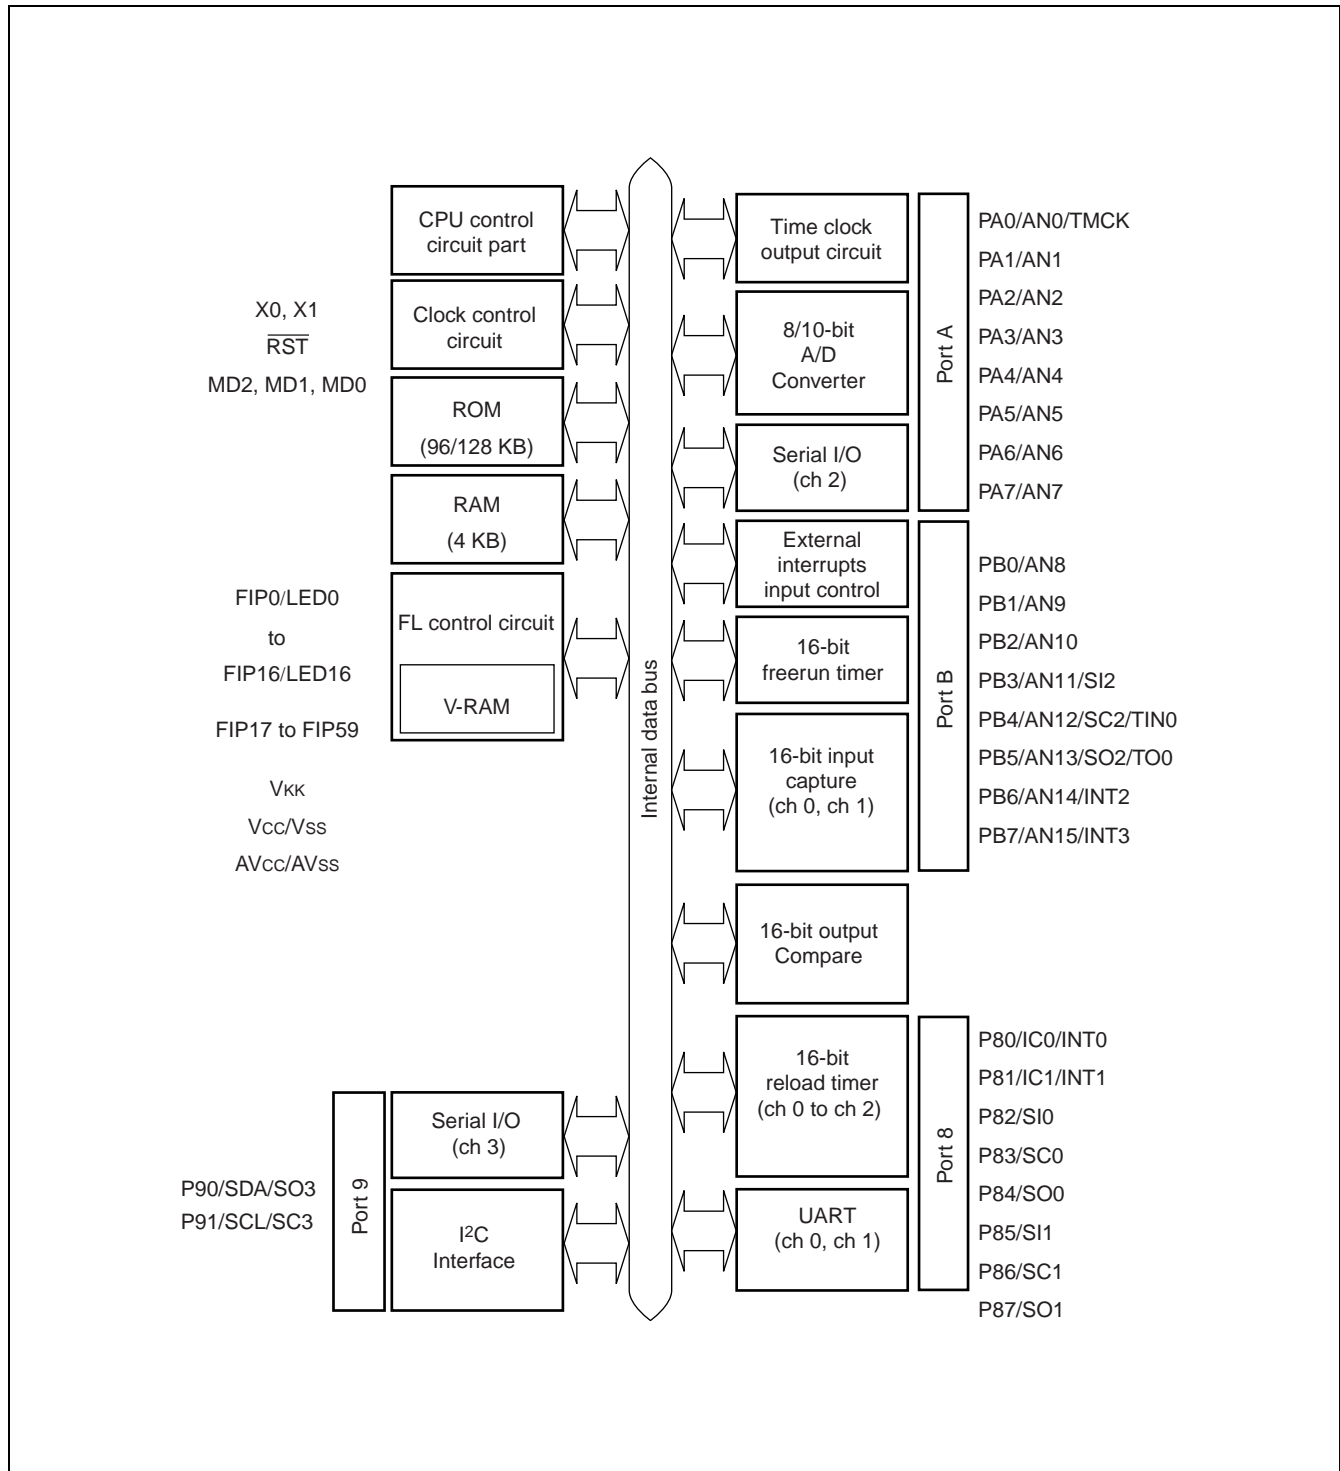 CPU control
circuit part
X0, X1
RST
MD2, MD1, MD0
Clock control
circuit
ROM
(96/128 KB)
RAM
(4 KB)
FIP0/LED0
to
FIP16/LED16
FIP17 to FIP59
FL control circuit
V-RAM
VKK
VCC/VSS
AVCC/AVSS
P90/SDA/SO3
P91/SCL/SC3
Port 9
Serial I/O
(ch 3)
I²C
Interface
Internal data bus
Time clock
output circuit
8/10-bit
A/D
Converter
Serial I/O
(ch 2)
External
interrupts
input control
16-bit
freerun timer
16-bit input
capture
(ch 0, ch 1)
16-bit output
Compare
16-bit
reload timer
(ch 0 to ch 2)
UART
(ch 0, ch 1)
Port A
PA0/AN0/TMCK
PA1/AN1
PA2/AN2
PA3/AN3
PA4/AN4
PA5/AN5
PA6/AN6
PA7/AN7
Port B
PB0/AN8
PB1/AN9
PB2/AN10
PB3/AN11/SI2
PB4/AN12/SC2/TIN0
PB5/AN13/SO2/TO0
PB6/AN14/INT2
PB7/AN15/INT3
Port 8
P80/IC0/INT0
P81/IC1/INT1
P82/SI0
P83/SC0
P84/SO0
P85/SI1
P86/SC1
P87/SO1